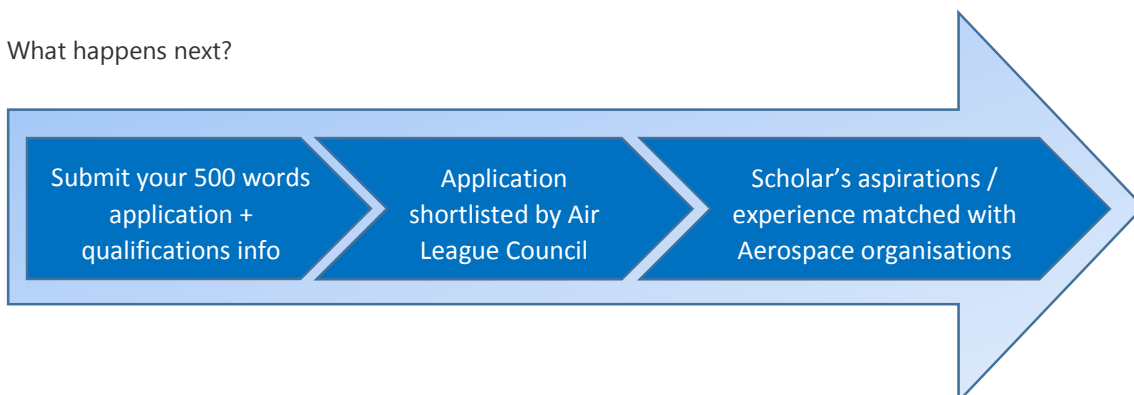 What happens next?
Submit your 500 words
application +
qualifications info
Application
shortlisted by Air
League Council
Scholar's aspirations /
experience matched with
Aerospace organisations